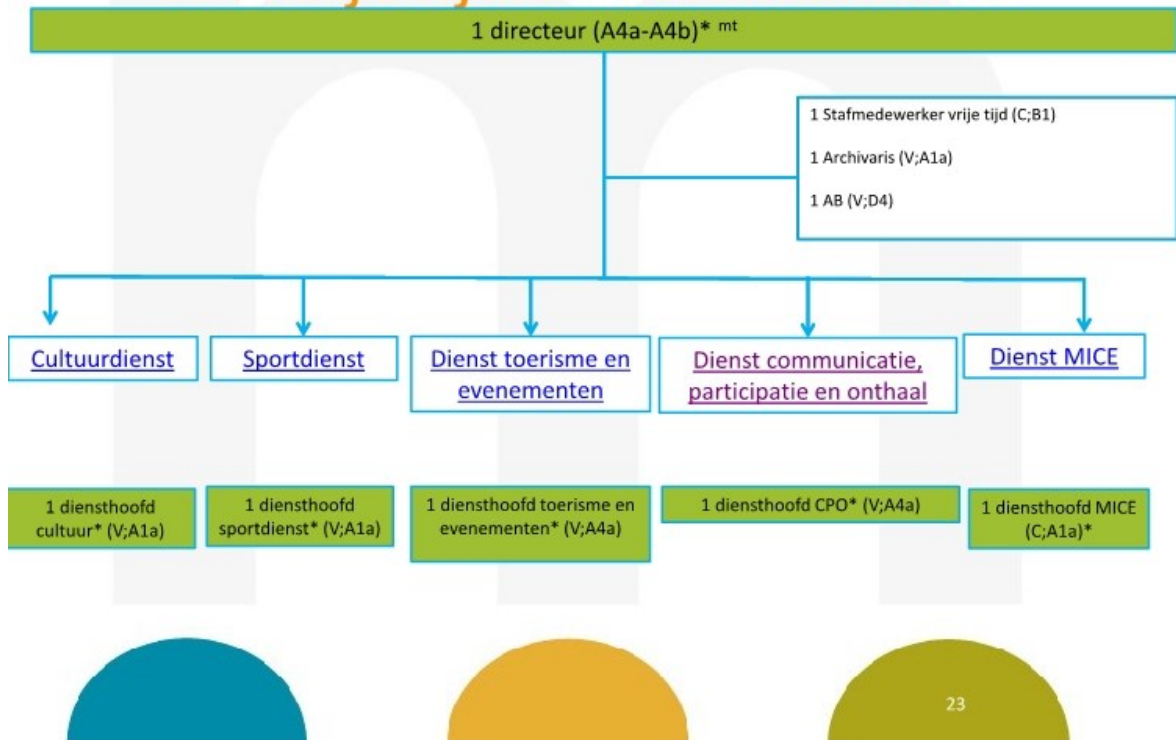 1 directeur (A4a-A4b)* mt
1 Stafmedewerker vrije tijd (C;B1)
1 Archivaris (V;A1a)
1 AB (V;D4)
Cultuurdienst
Sportdienst
Dienst toerisme en
evenementen
Dienst communicatie,
participatie en onthaal
Dienst MICE
1 diensthoofd
cultuur* (V;A1a)
1 diensthoofd
sportdienst* (V;A1a)
1 diensthoofd toerisme en
evenementen* (V;A4a)
1 diensthoofd CPO* (V;A4a)
1 diensthoofd MICE
(C;A1a)*
23